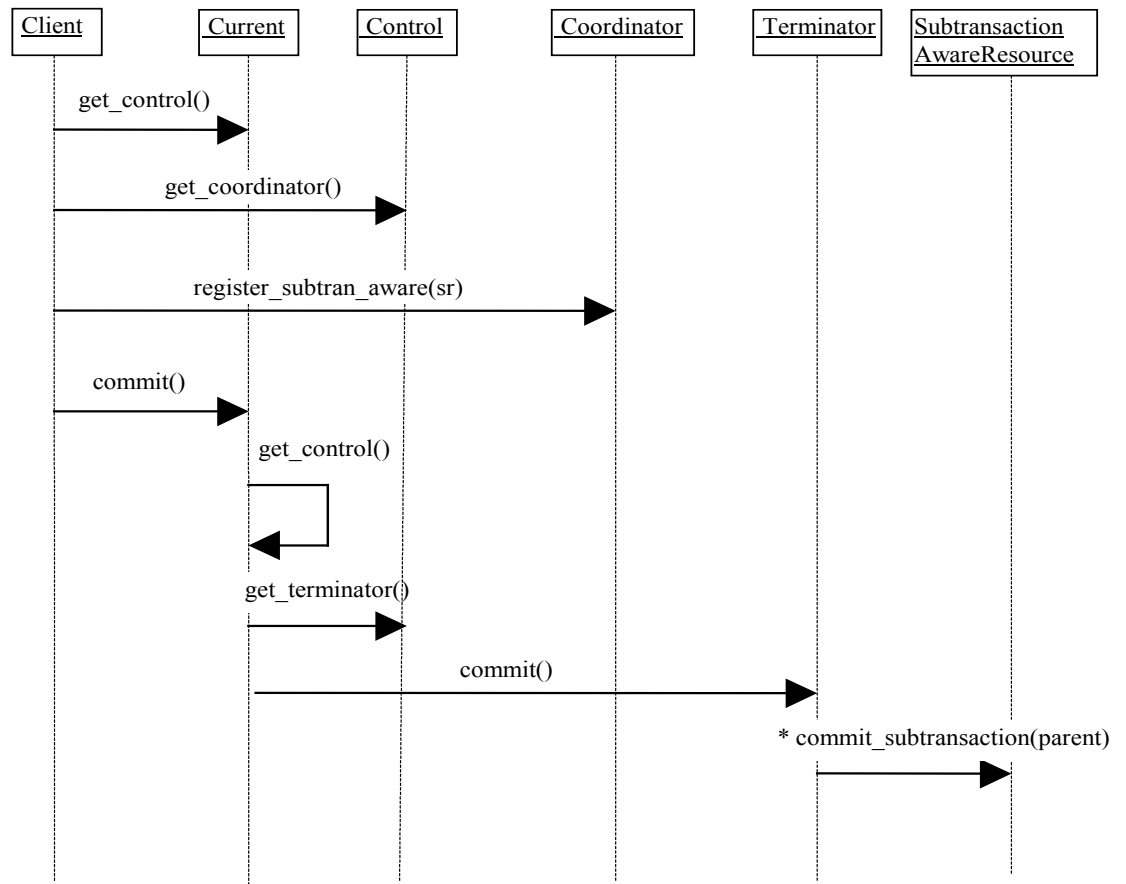 Client
Current
Control
Coordinator
Terminator
Subtransaction
AwareResource
get_control()
get_coordinator()
register_subtran_aware(sr)
commit()
get_control()
get_terminator()
commit()
* commit_subtransaction(parent)